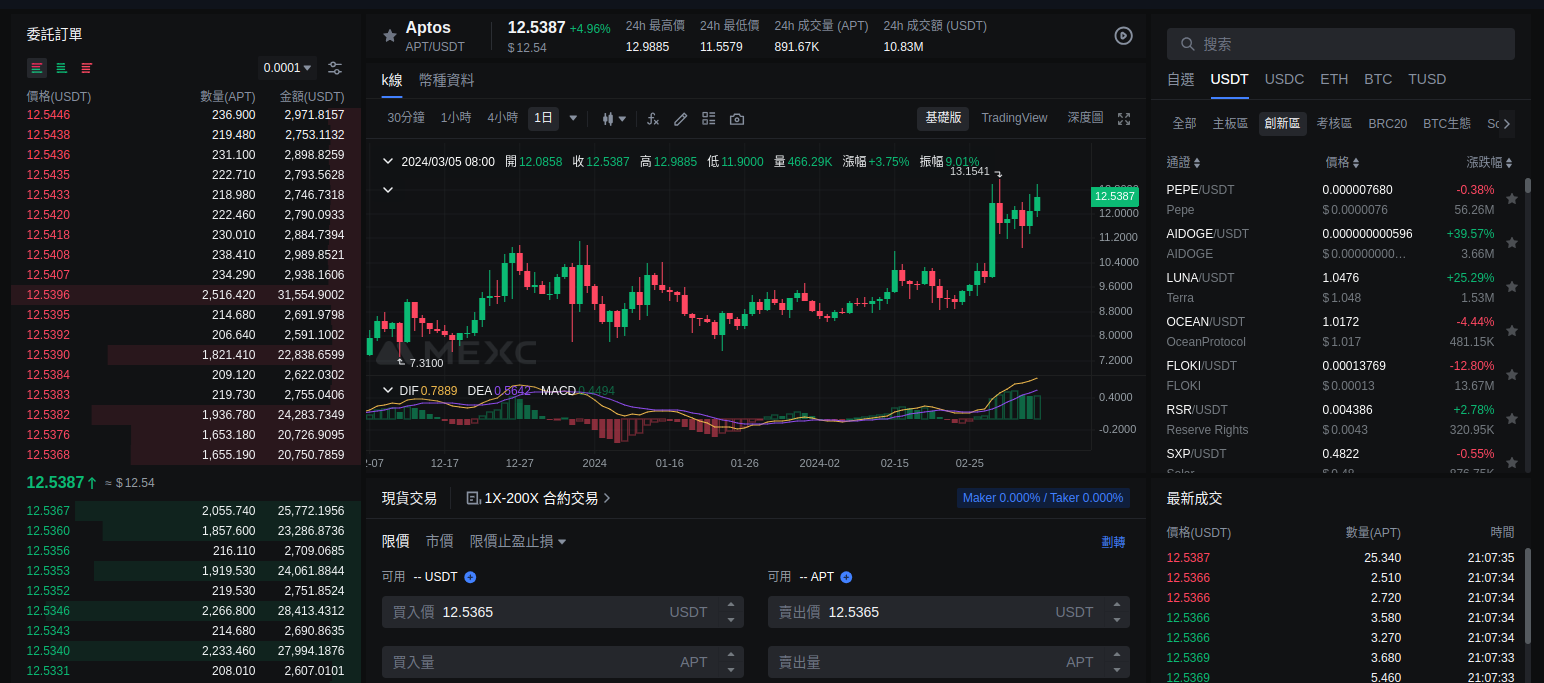 委託訂單
0.0001
價格(USDT) 數量(APT) 金額(USDT)
12.5446 236.900 2,971.8157
12.5438 219.480 2,753.1132
12.5436 231.100 2,898.8259
12.5435 222.710 2,793.5628
12.5433 218.980 2,746.7318
12.5420 222.460 2,790.0933
12.5418 230.010 2,884.7394
12.5408 238.410 2,989.8521
12.5407 234.290 2,938.1606
12.5396 2,516.420 31,554.9002
12.5395 214.680 2,691.9798
12.5392 206.640 2,591.1002
12.5390 1,821.410 22,838.6599
12.5384 209.120 2,622.0302
12.5383 219.730 2,755.0406
12.5382 1,936.780 24,283.7349
12.5376 1,653.180 20,726.9095
12.5368 1,655.190 20,750.7859
12.5387↑ ≈ $ 12.54
12.5367 2,055.740 25,772.1956
12.5360 1,857.600 23,286.8736
12.5356 216.110 2,709.0685
12.5353 1,919.530 24,061.8844
12.5352 219.530 2,751.8524
12.5346 2,266.800 28,413.4312
12.5343 214.680 2,690.8635
12.5340 2,233.460 27,994.1876
12.5331 208.010 2,607.0101
Aptos
APT/USDT
12.5387 +4.96%
$ 12.54
24h 最高價 24h 最低價 24h 成交量 (APT) 24h 成交額 (USDT)
12.9885 11.5579 891.67K 10.83M
k線 幣種資料
30分鐘 1小時 4小時 1日
基礎版 TradingView 深度圖
2024/03/05 08:00 開 12.0858 收 12.5387 高 12.9885 低 11.9000 量 466.29K 漲幅 +3.75% 振幅 9.01%
13.1541
12.5387
12.0000
11.2000
10.4000
9.6000
8.8000
8.0000
7.2000
MEXC
7.3100
DIF 0.7889 DEA 0.5642 MACD 0.4494
0.4000
-0.2000
2-07 12-17 12-27 2024 01-16 01-26 2024-02 02-15 02-25
現貨交易 1X-200X 合約交易
Maker 0.000% / Taker 0.000%
限價 市價 限價止盈止損 劃轉
可用 -- USDT 可用 -- APT
買入價 12.5365 USDT 賣出價 12.5365 USDT
買入量 APT 賣出量 APT
搜索
自選 USDT USDC ETH BTC TUSD
全部 主板區 創新區 考核區 BRC20 BTC生態
通證 價格 漲跌幅
PEPE/USDT 0.000007680 -0.38%
Pepe $ 0.0000076 56.26M
AIDOGE/USDT 0.000000000596 +39.57%
AIDOGE $ 0.00000000… 3.66M
LUNA/USDT 1.0476 +25.29%
Terra $ 1.048 1.53M
OCEAN/USDT 1.0172 -4.44%
OceanProtocol $ 1.017 481.15K
FLOKI/USDT 0.00013769 -12.80%
FLOKI $ 0.00013 13.67M
RSR/USDT 0.004386 +2.78%
Reserve Rights $ 0.0043 320.95K
SXP/USDT 0.4822 -0.55%
Solar $ 0.48 876.75K
最新成交
價格(USDT) 數量(APT) 時間
12.5387 25.340 21:07:35
12.5366 2.510 21:07:34
12.5366 2.720 21:07:34
12.5366 3.580 21:07:34
12.5366 3.270 21:07:34
12.5369 3.680 21:07:33
12.5369 5.460 21:07:33